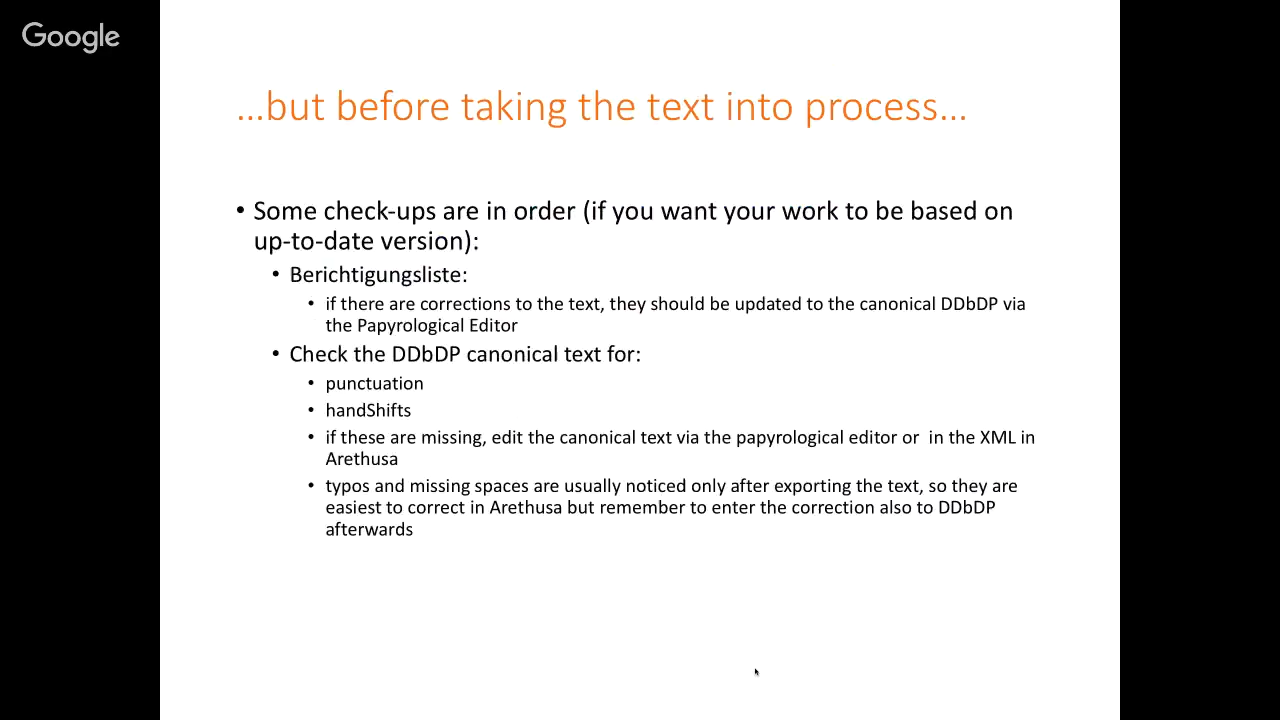 Google
...but before taking the text into process...
• Some check-ups are in order (if you want your work to be based on
up-to-date version):
• Berichtigungsliste:
• if there are corrections to the text, they should be updated to the canonical DDbDP via
the Papyrological Editor
• Check the DDbDP canonical text for:
• punctuation
• handShifts
• if these are missing, edit the canonical text via the papyrological editor or  in the XML in
Arethusa
• typos and missing spaces are usually noticed only after exporting the text, so they are
easiest to correct in Arethusa but remember to enter the correction also to DDbDP
afterwards